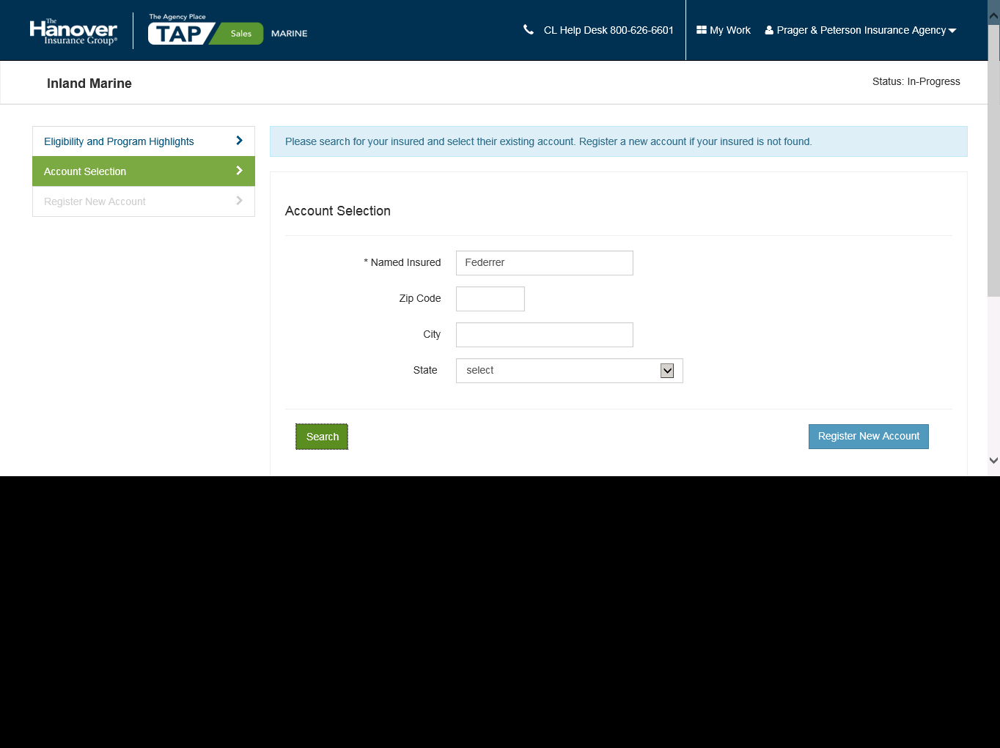 The Hanover Insurance Group®
The Agency Place
TAP Sales MARINE
CL Help Desk 800-626-6601
My Work
Prager & Peterson Insurance Agency
Inland Marine
Status: In-Progress
Eligibility and Program Highlights
Account Selection
Register New Account
Please search for your insured and select their existing account. Register a new account if your insured is not found.
Account Selection
* Named Insured Federrer
Zip Code
City
State select
Search
Register New Account